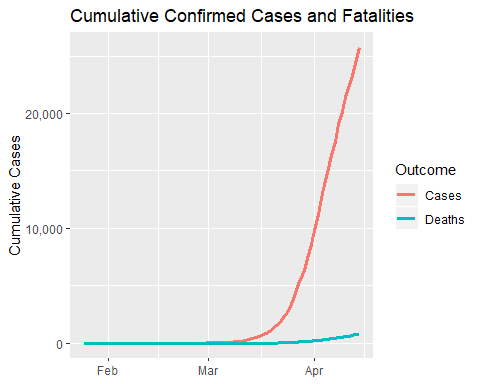 Cumulative Confirmed Cases and Fatalities
Cumulative Cases
20,000
10,000
0
Feb
Mar
Apr
Outcome
Cases
Deaths